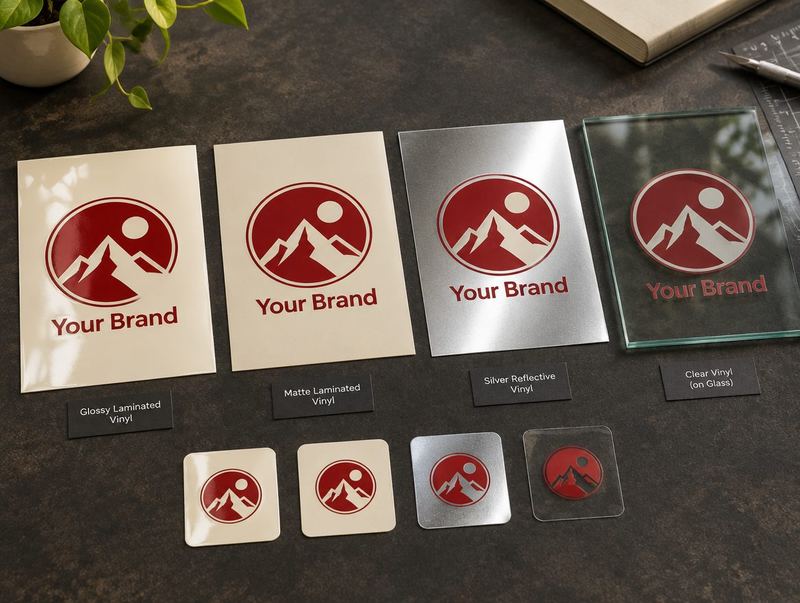 Your Brand
Your Brand
Your Brand
Your Brand
Glossy Laminated
Vinyl
Matte Laminated
Vinyl
Silver Reflective
Vinyl
Clear Vinyl
(on Glass)